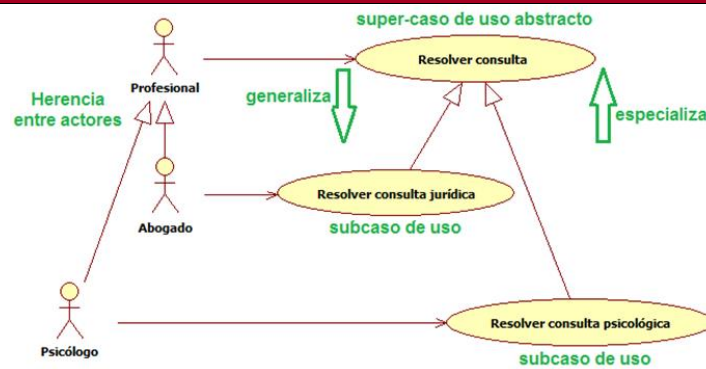 super-caso de uso abstracto
Resolver consulta
Profesional
Herencia
entre actores
generaliza
especializa
Resolver consulta jurídica
Abogado
subcaso de uso
Resolver consulta psicológica
Psicólogo
subcaso de uso